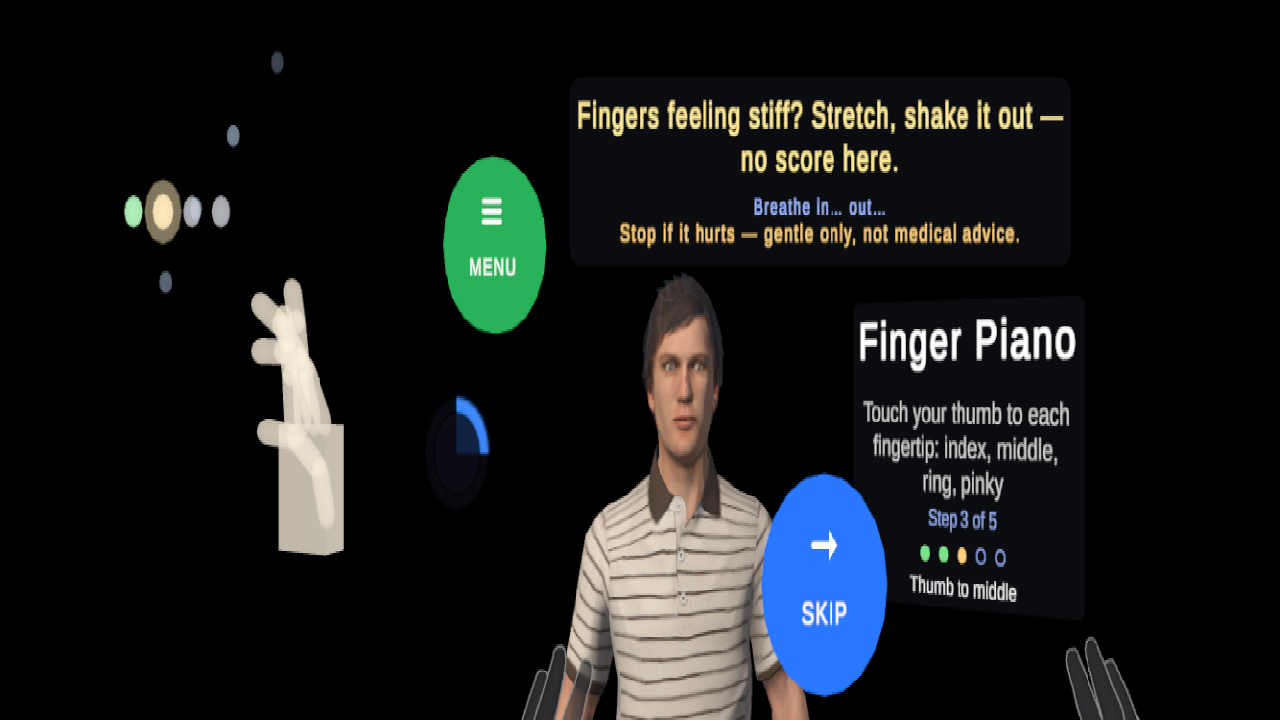 Fingers feeling stiff? Stretch, shake it out —
no score here.
Breathe in... out...
Stop if it hurts — gentle only, not medical advice.
MENU
Finger Piano
Touch your thumb to each
fingertip: index, middle,
ring, pinky
Step 3 of 5
Thumb to middle
SKIP